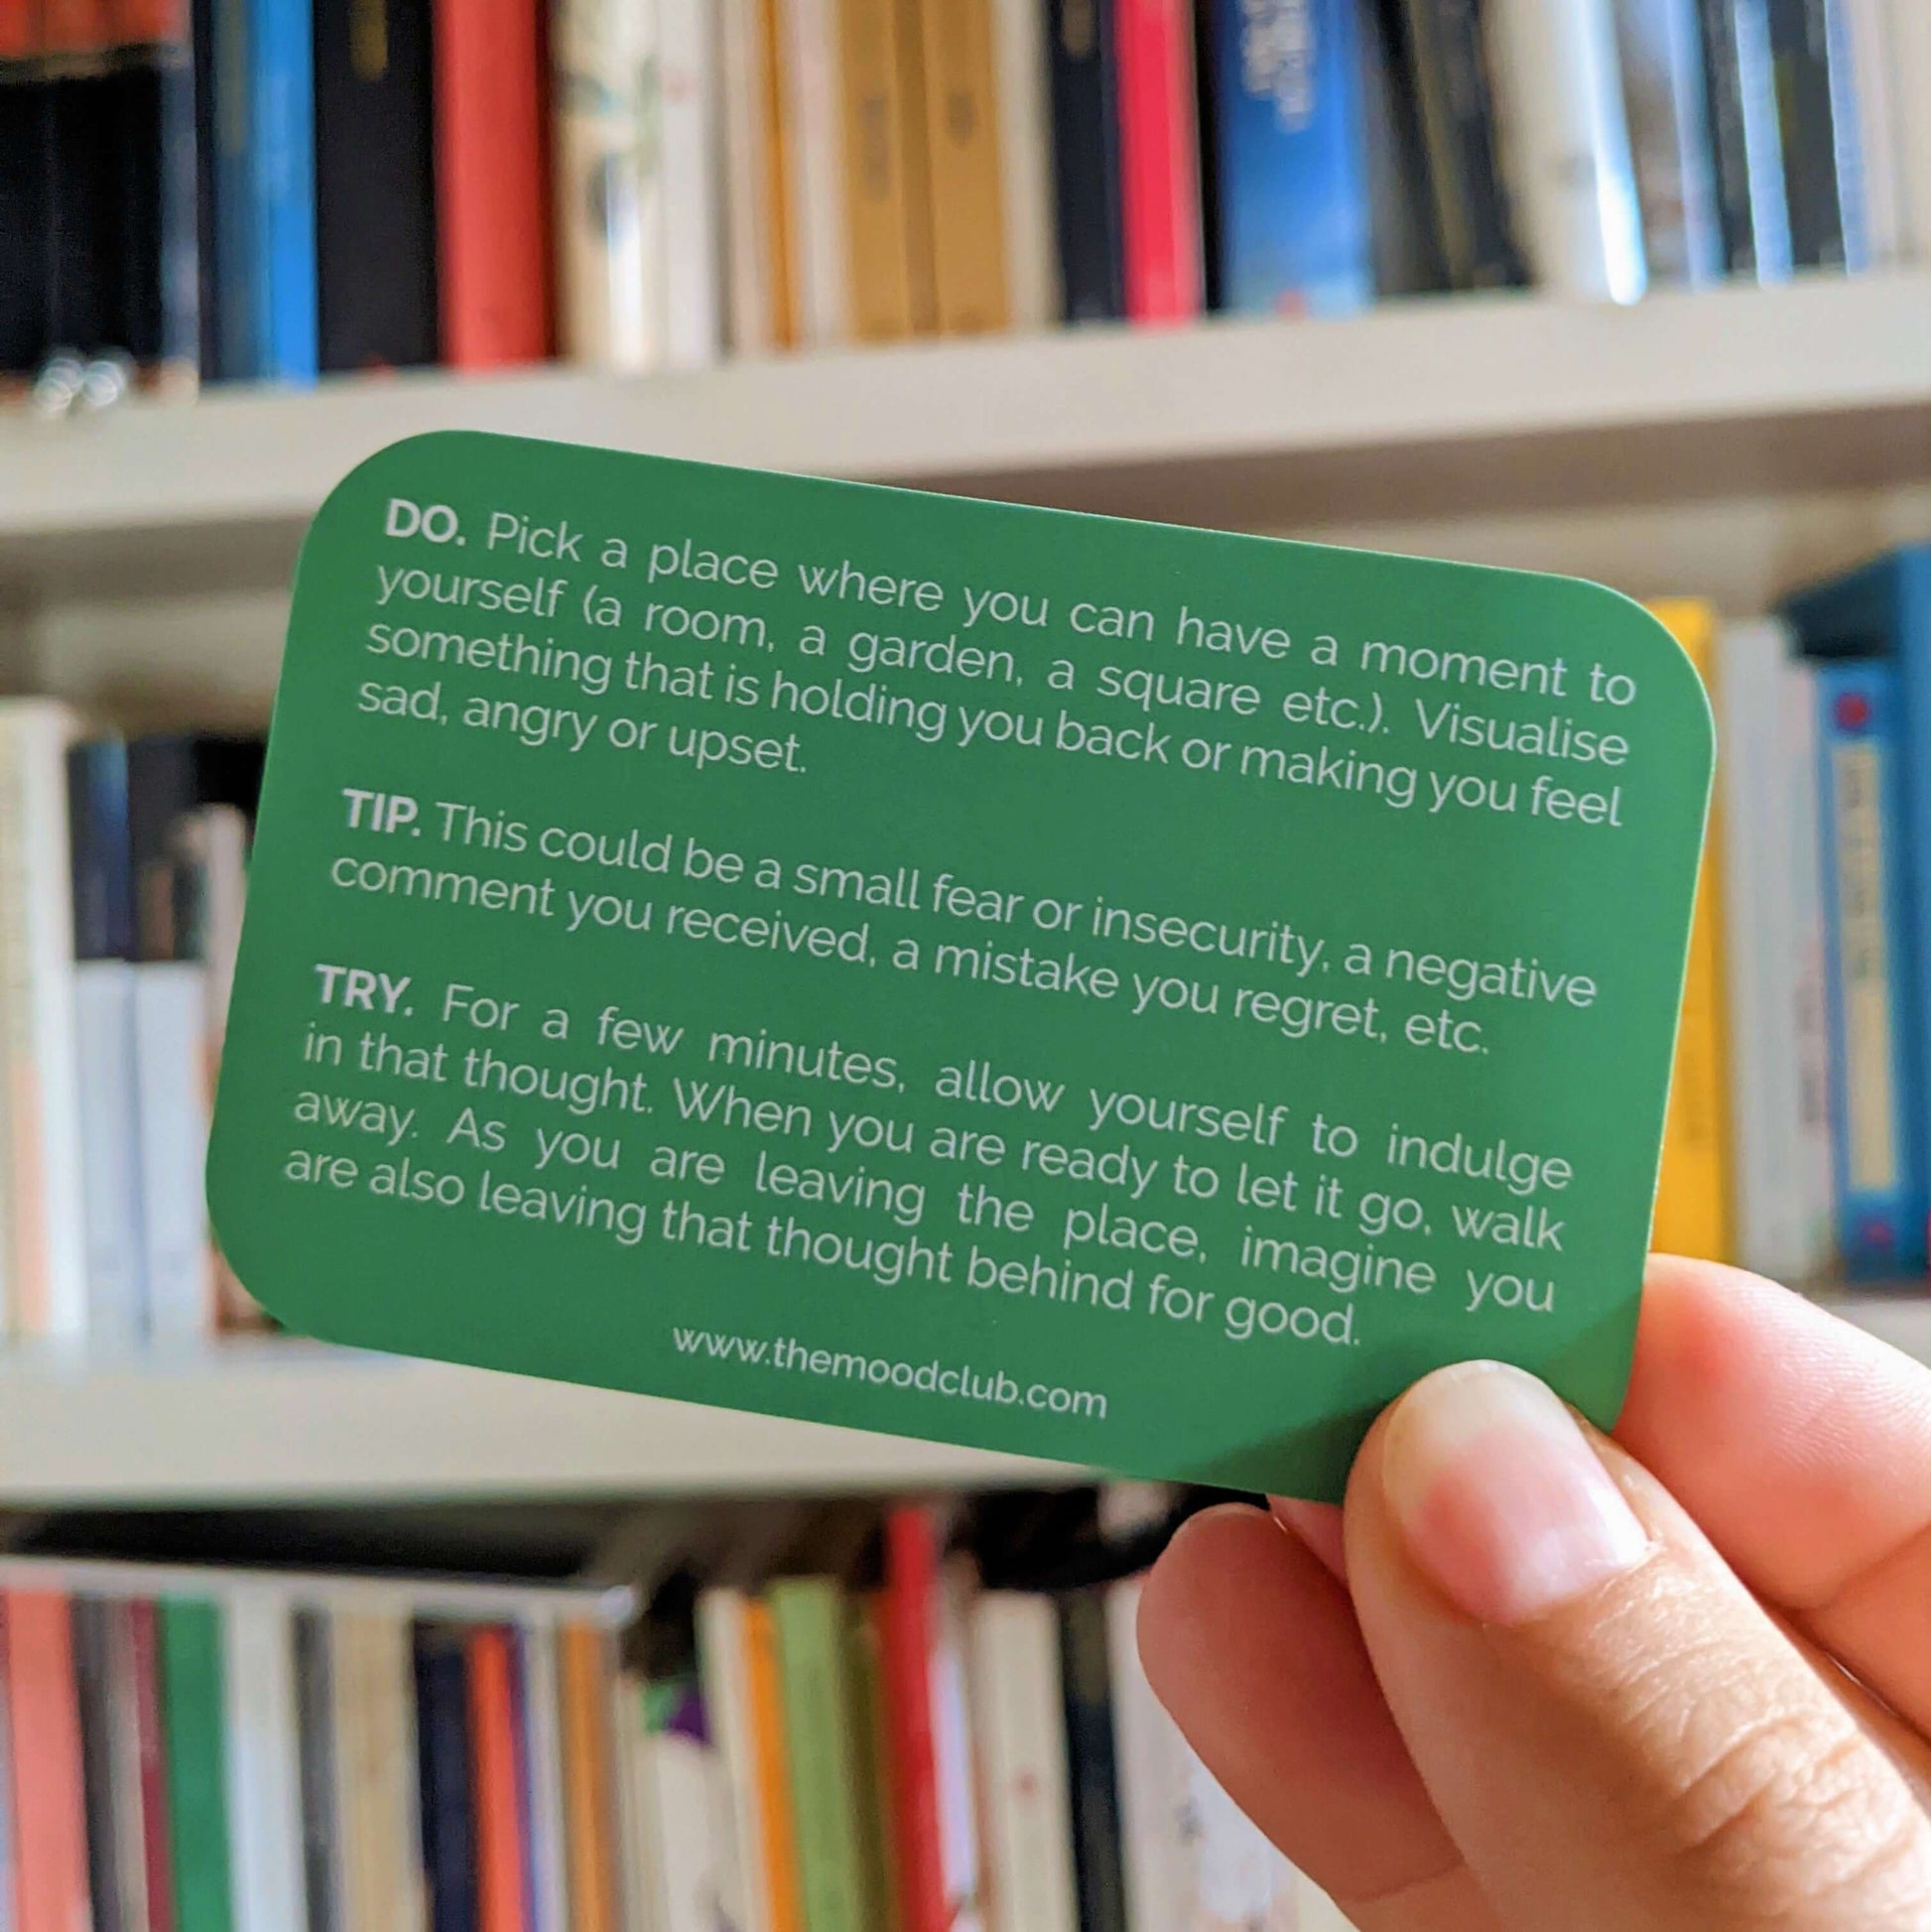 DO. Pick a place where you can have a moment to
yourself (a room, a garden, a square etc.). Visualise
something that is holding you back or making you feel
sad, angry or upset.
TIP. This could be a small fear or insecurity, a negative
comment you received, a mistake you regret, etc.
TRY. For a few minutes, allow yourself to indulge
in that thought. When you are ready to let it go, walk
away. As you are leaving the place, imagine you
are also leaving that thought behind for good.
www.themoodclub.com